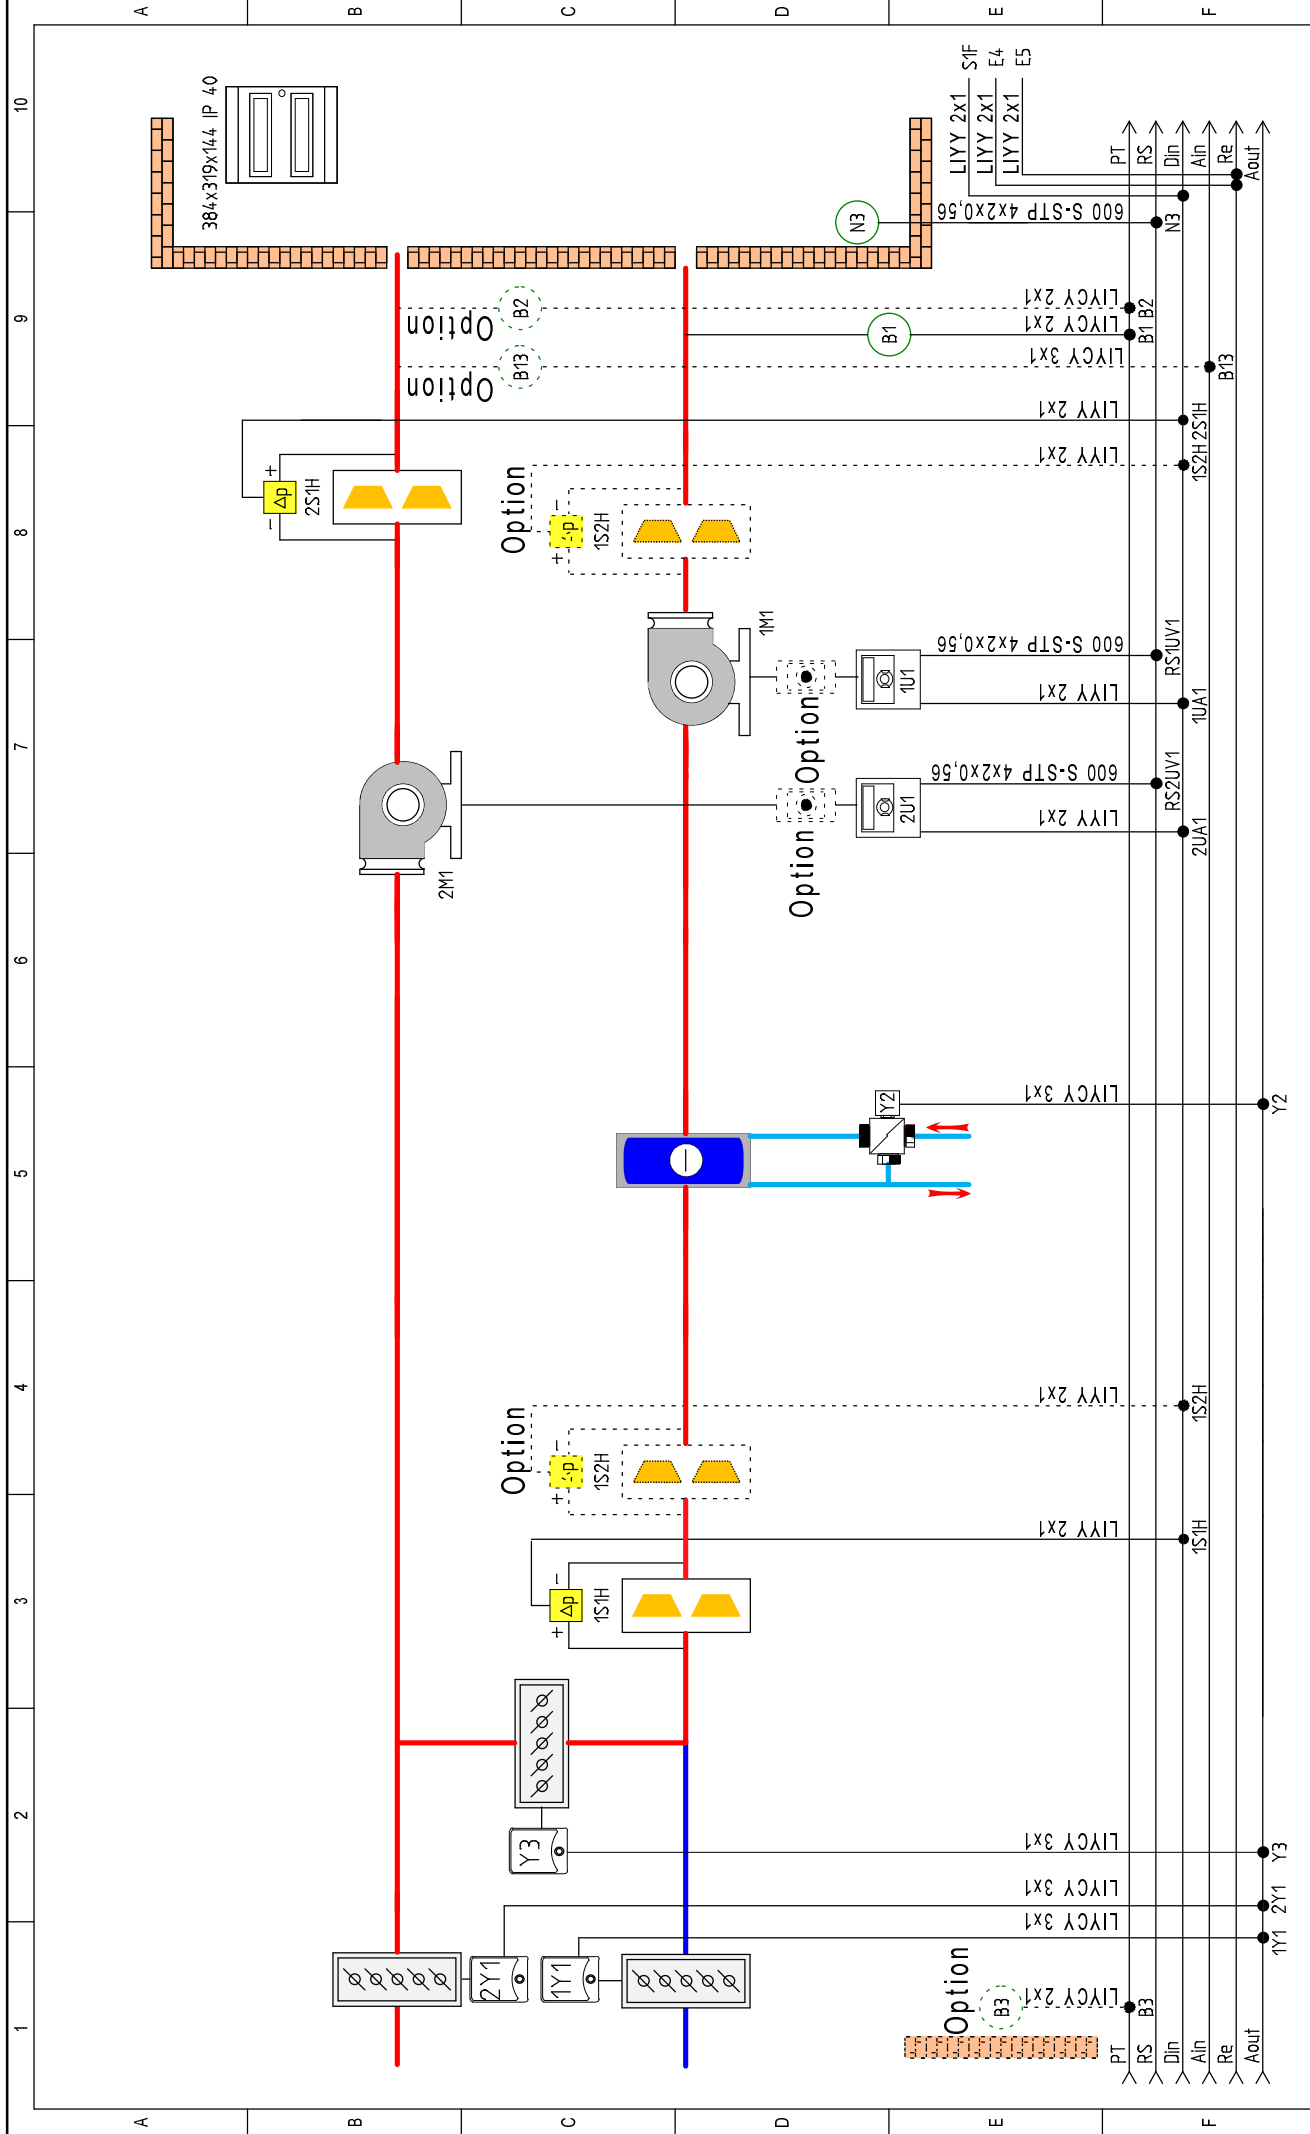 A
B
C
D
E
F
10
9
8
7
6
5
4
3
2
1
384x319x144 IP 40
S1F
E4
E5
LIYY 2x1
LIYY 2x1
LIYY 2x1
PT
RS
Din
Ain
Re
Aout
N3
600 S-STP 4x2x0,56
N3
Option
B2
LIYCY 2x1
B2
B1
LIYCY 2x1
B1
Option
B13
LIYCY 3x1
B13
LIYY 2x1
2S1H
- Δp +
2S1H
LIYY 2x1
1S2H
Option
+ Δp -
1S2H
1M1
Option
1U1
600 S-STP 4x2x0,56
RS1UV1
LIYY 2x1
1UA1
2M1
Option
2U1
600 S-STP 4x2x0,56
RS2UV1
LIYY 2x1
2UA1
Y2
LIYCY 3x1
Y2
Option
+ Δp -
1S2H
LIYY 2x1
1S2H
LIYY 2x1
1S1H
+ Δp -
1S1H
Y3
LIYCY 3x1
Y3
2Y1
LIYCY 3x1
2Y1
1Y1
LIYCY 3x1
1Y1
Option
B3
LIYCY 2x1
B3
PT
RS
Din
Ain
Re
Aout
A
B
C
D
E
F